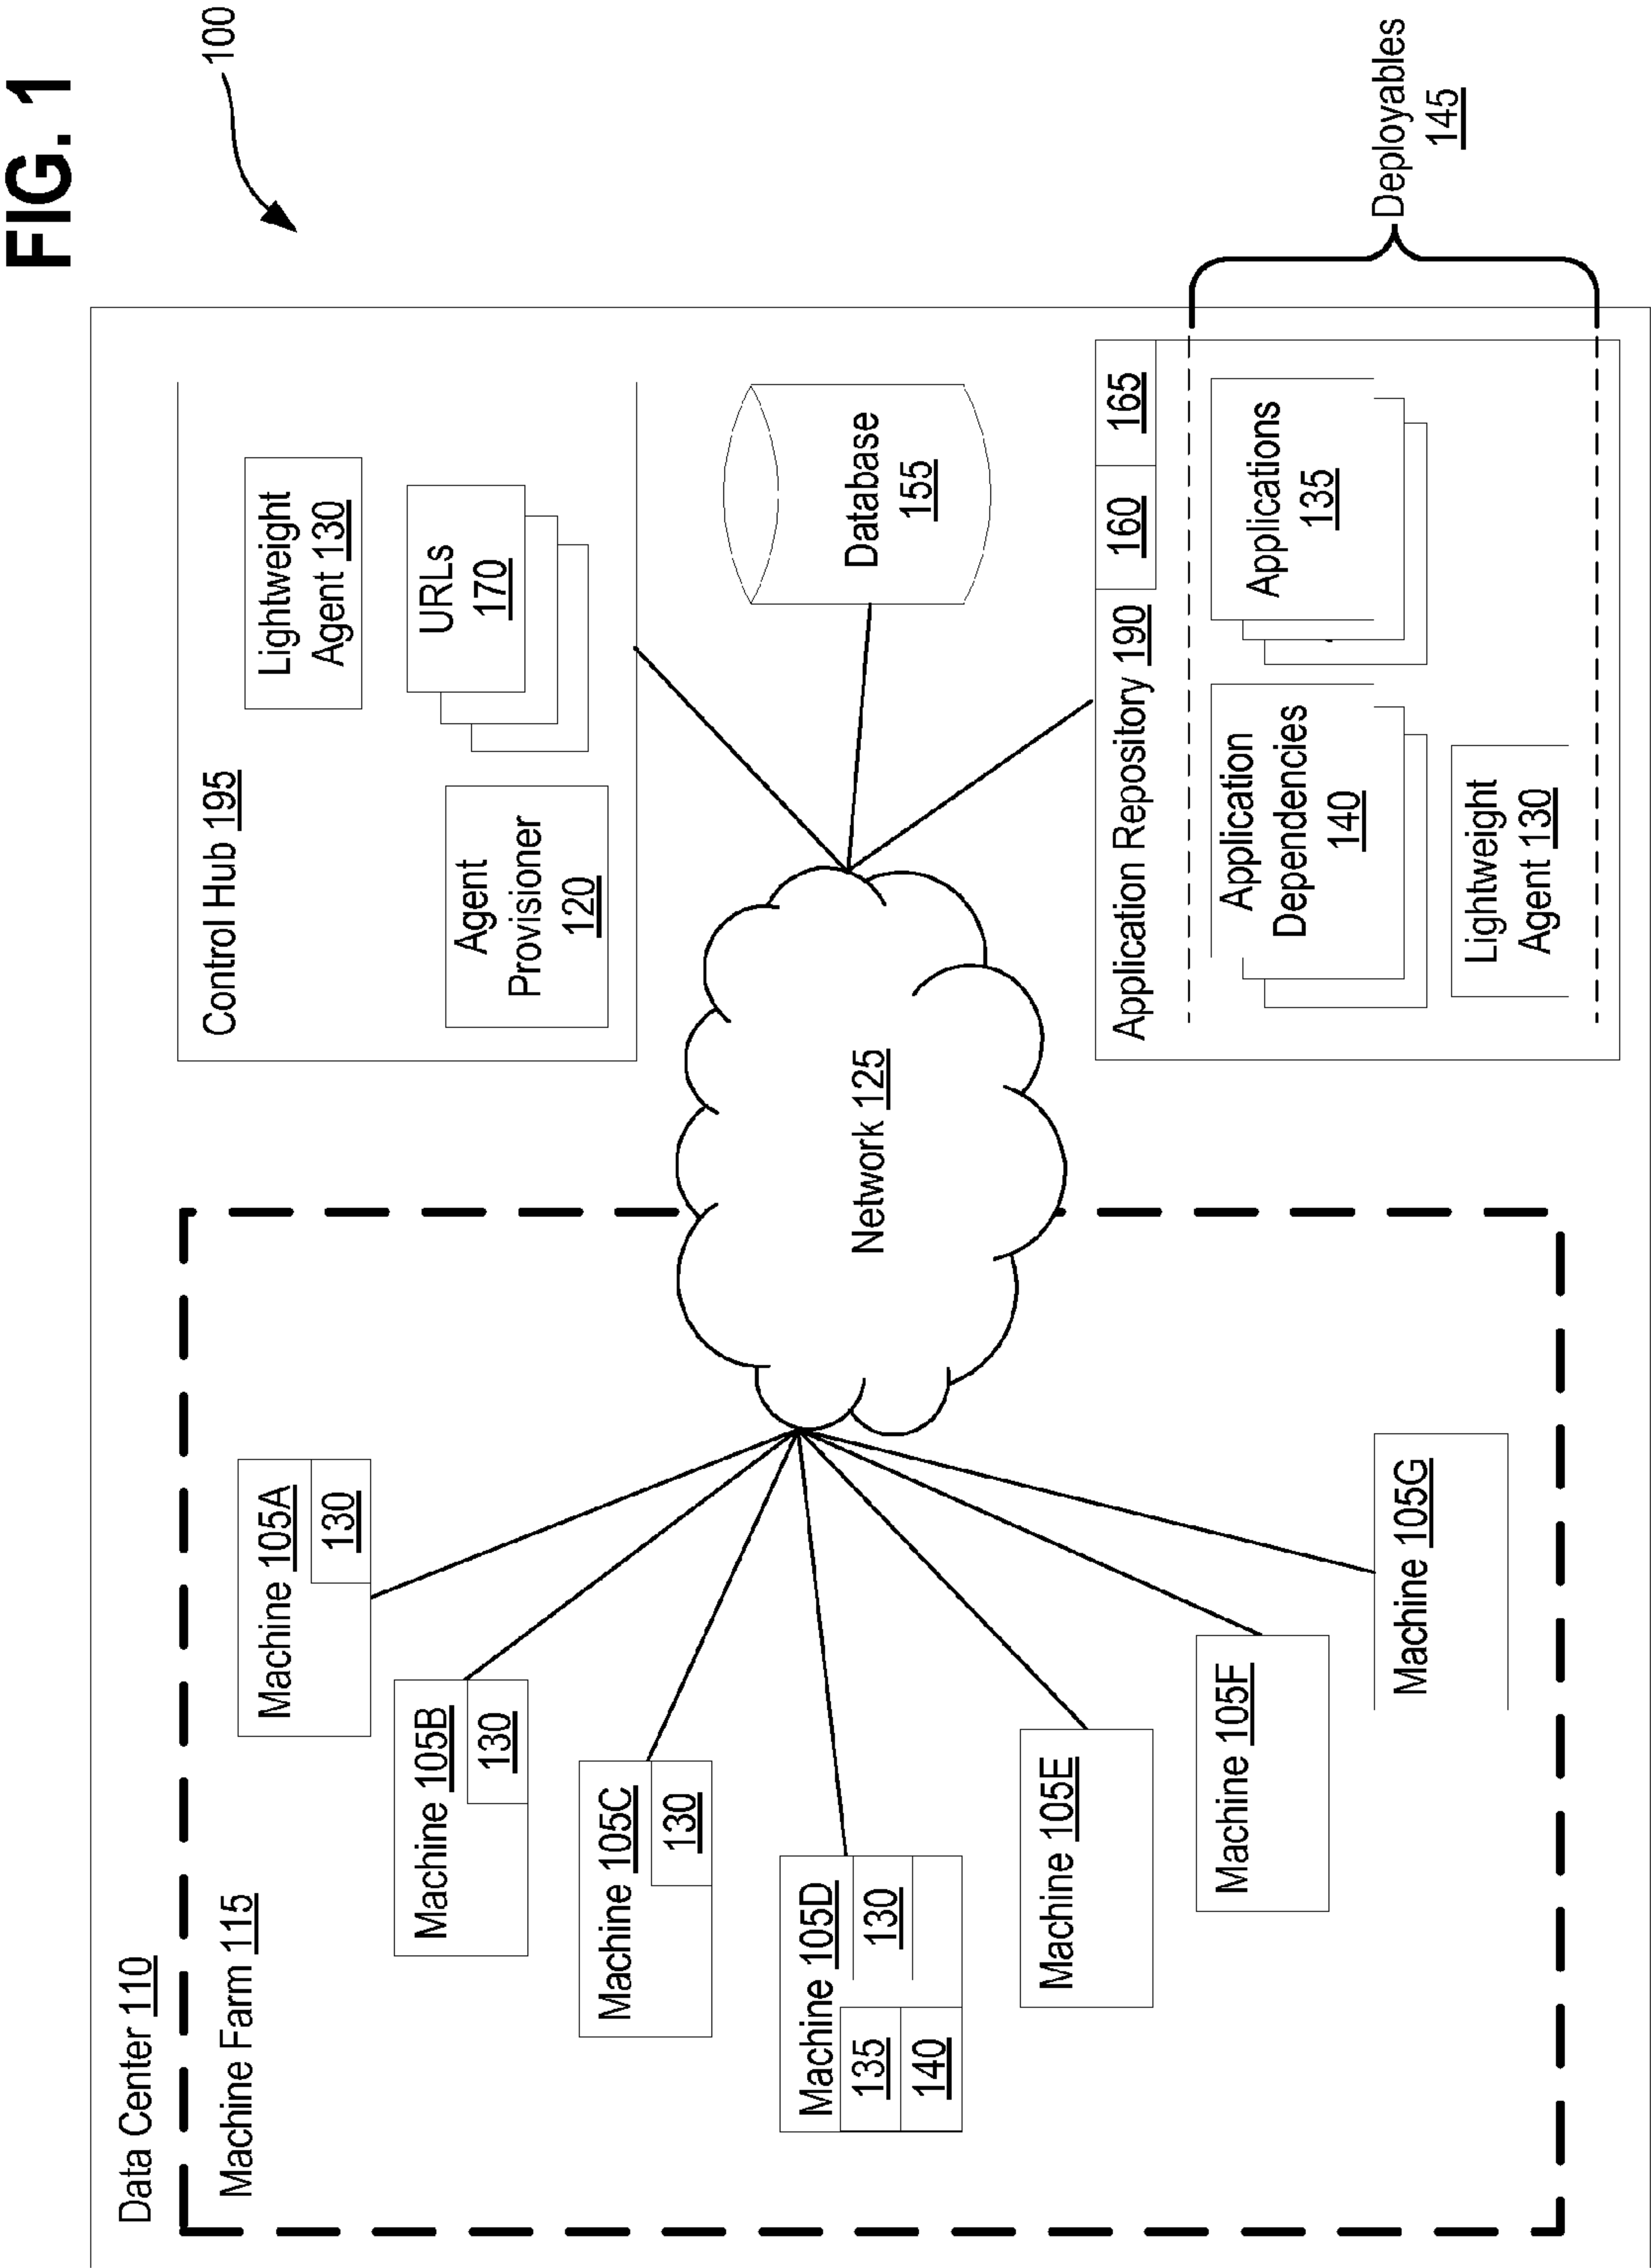 FIG. 1
100
Data Center 110
Machine Farm 115
Machine 105A
130
Machine 105B
130
Machine 105C
130
Machine 105D
130
135
140
Machine 105E
Machine 105F
Machine 105G
Network 125
Control Hub 195
Lightweight
Agent 130
URLs
170
Agent
Provisioner
120
Database
155
Application Repository 190
160
165
Application
Dependencies
140
Applications
135
Lightweight
Agent 130
Deployables
145